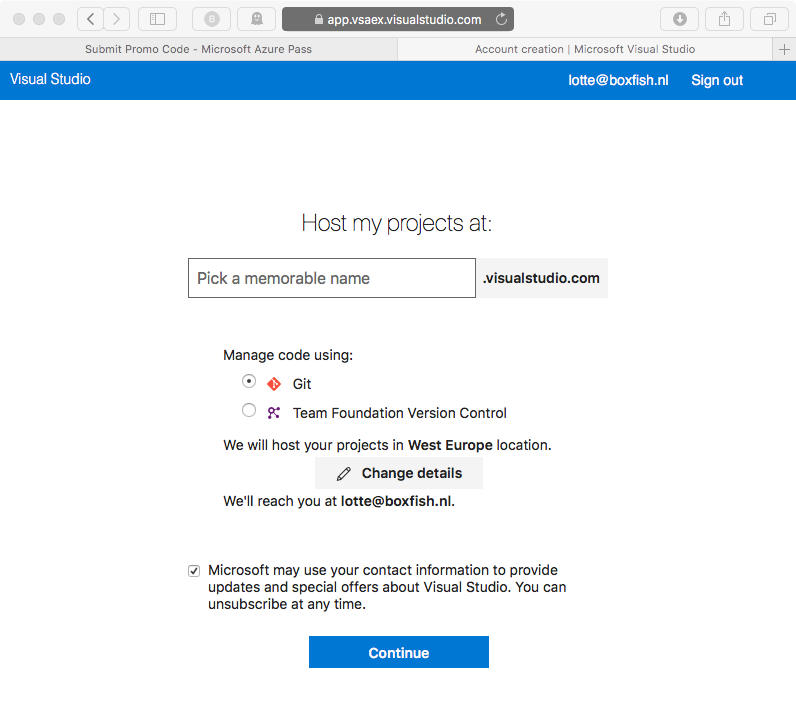 B
app.vsaex.visualstudio.com
Submit Promo Code - Microsoft Azure Pass
Account creation | Microsoft Visual Studio
Visual Studio
lotte@boxfish.nl
Sign out
Host my projects at:
Pick a memorable name
.visualstudio.com
Manage code using:
Git
Team Foundation Version Control
We will host your projects in West Europe location.
Change details
We'll reach you at lotte@boxfish.nl.
Microsoft may use your contact information to provide
updates and special offers about Visual Studio. You can
unsubscribe at any time.
Continue